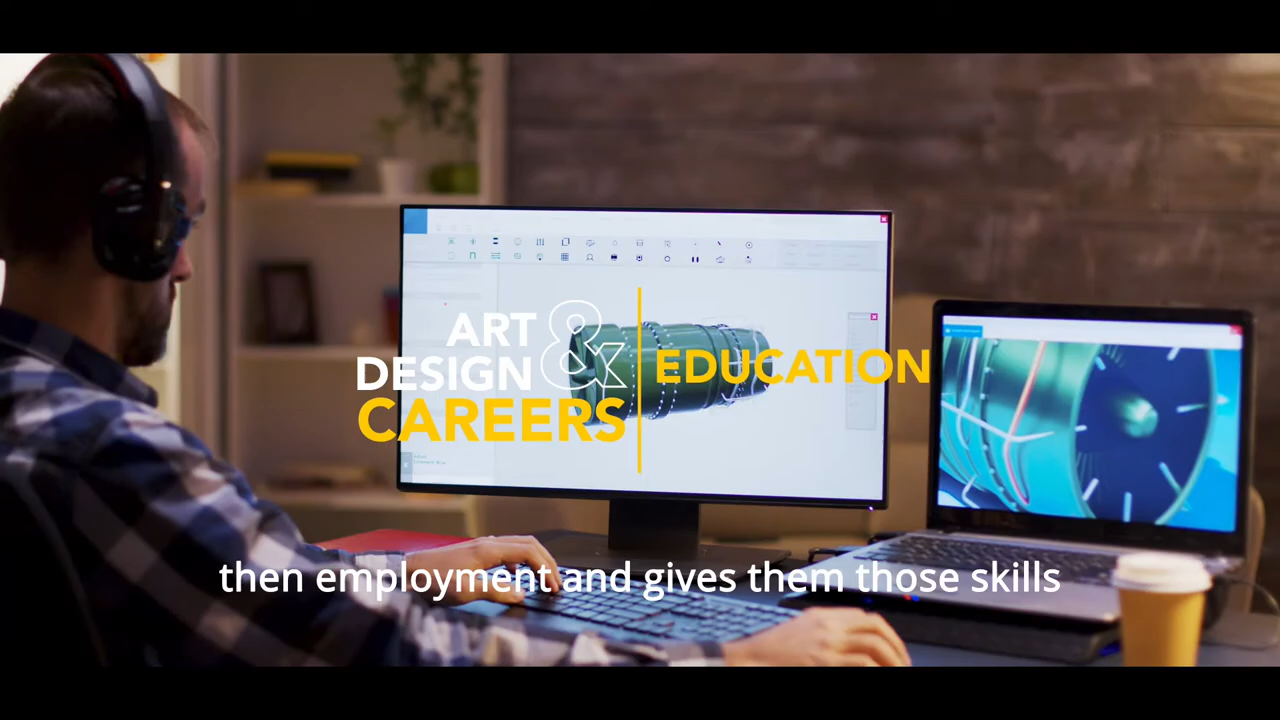 ART
DESIGN &
CAREERS
EDUCATION
then employment and gives them those skills